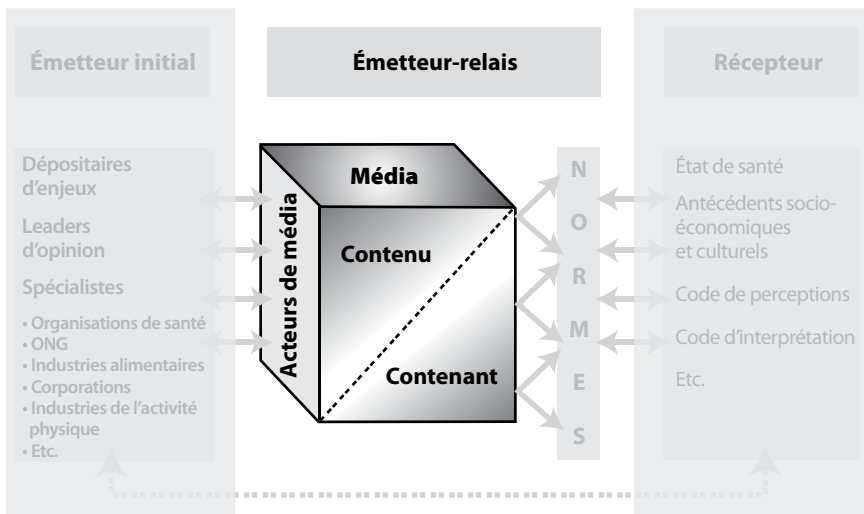 Émetteur initial
Émetteur-relais
Récepteur
Dépositaires
d'enjeux
Leaders
d'opinion
Spécialistes
• Organisations de santé
• ONG
• Industries alimentaires
• Corporations
• Industries de l'activité
physique
• Etc.
Acteurs de média
Média
Contenu
Contenant
N
O
R
M
E
S
État de santé
Antécédents socio-
économiques
et culturels
Code de perceptions
Code d'interprétation
Etc.